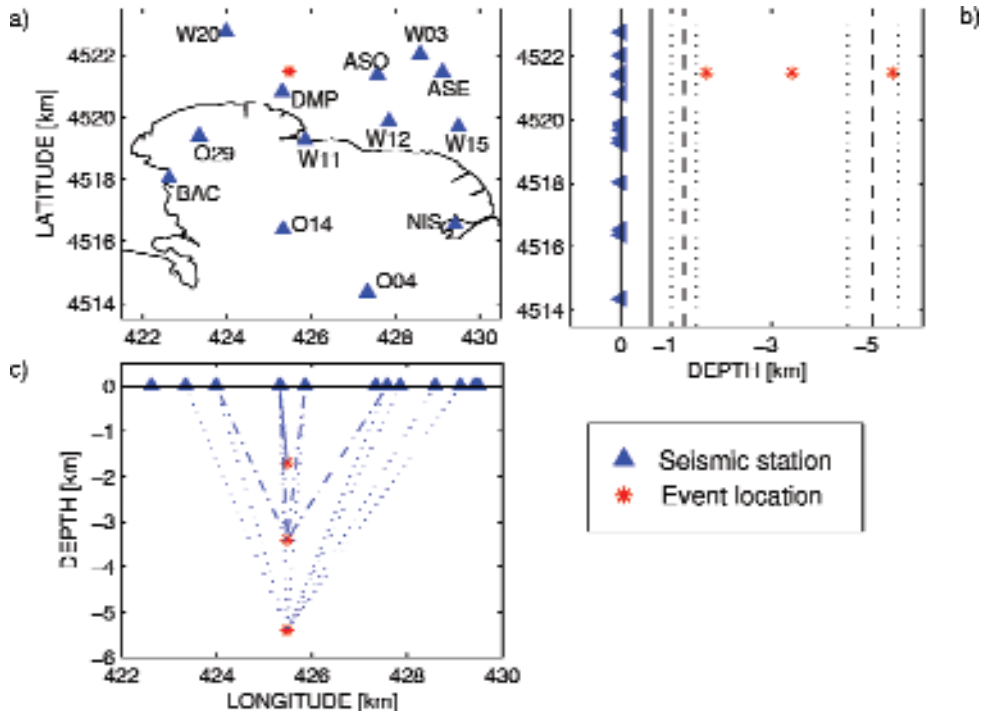 a)
b)
c)
W20
W03
ASO
ASE
DMP
W12
W15
O29
W11
BAC
O14
NIS
O04
LATITUDE [km]
4522
4520
4518
4516
4514
422 424 426 428 430
4522
4520
4518
4516
4514
0 -1 -3 -5
DEPTH [km]
0
-1
-2
-3
-4
-5
-6
DEPTH [km]
422 424 426 428 430
LONGITUDE [km]
Seismic station
Event location